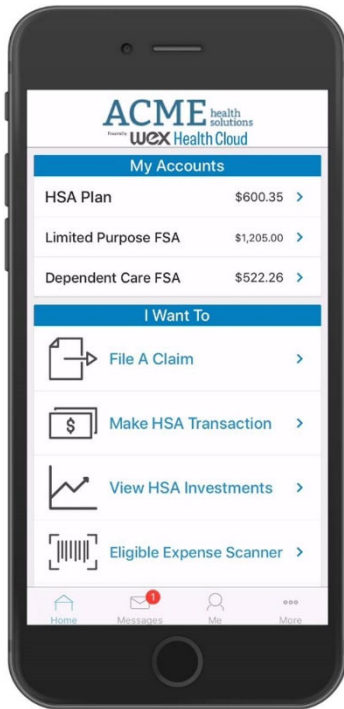 ACME health solutions
Powered by wex Health Cloud
My Accounts
HSA Plan $600.35
Limited Purpose FSA $1,205.00
Dependent Care FSA $522.26
I Want To
File A Claim
$ Make HSA Transaction
View HSA Investments
Eligible Expense Scanner
1
Home Messages Me More